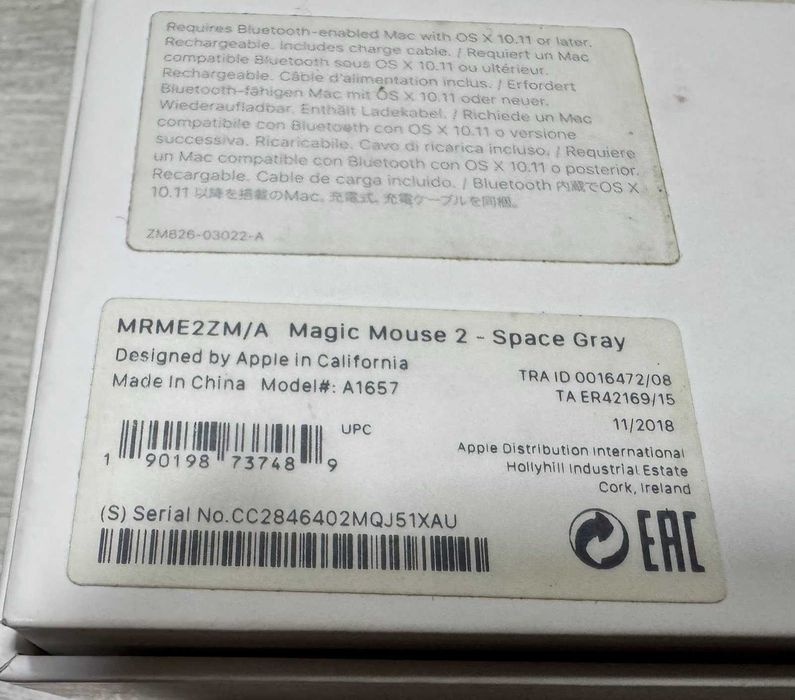 Requires Bluetooth-enabled Mac with OS X 10.11 or later.
Rechargeable. Includes charge cable. / Requiert un Mac
compatible Bluetooth sous OS X 10.11 ou ultérieur.
Rechargeable. Câble d'alimentation inclus. / Erfordert
Bluetooth-fähigen Mac mit OS X 10.11 oder neuer.
Wiederaufladbar. Enthält Ladekabel. / Richiede un Mac
compatibile con Bluetooth con OS X 10.11 o versione
successiva. Ricaricabile. Cavo di ricarica incluso. / Requiere
un Mac compatible con Bluetooth con OS X 10.11 o posterior.
Recargable. Cable de carga incluido. / Bluetooth 内蔵でOS X
10.11 以降を搭載のMac. 充電式. 充電ケーブルを同梱。
ZM826-03022-A
MRME2ZM/A Magic Mouse 2 - Space Gray
Designed by Apple in California
Made In China Model#: A1657
TRA ID 0016472/08
TA ER42169/15
11/2018
UPC
1 90198 73748 9
Apple Distribution International
Hollyhill Industrial Estate
Cork, Ireland
(S) Serial No.CC2846402MQJ51XAU
EAC